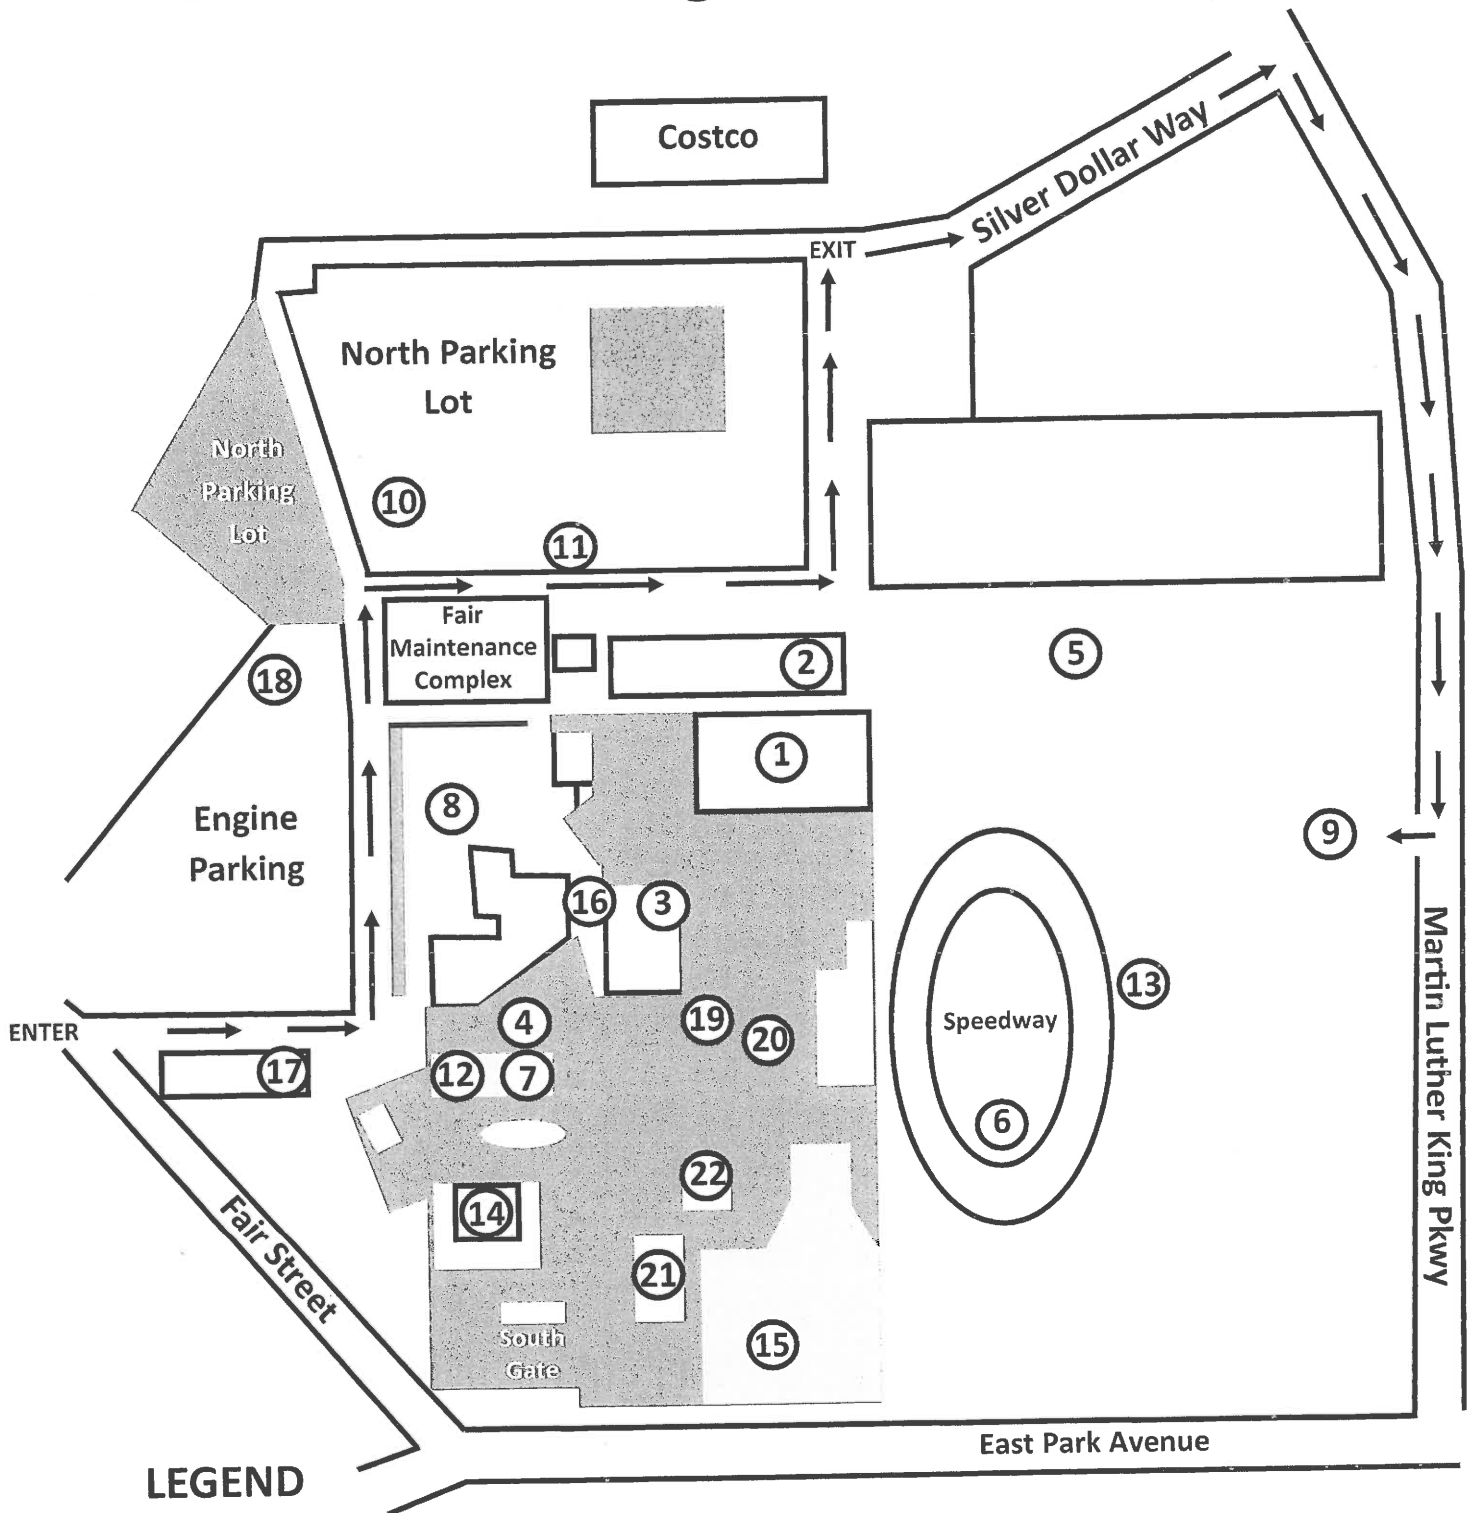 Costco
Silver Dollar Way
EXIT
North Parking
Lot
North
Parking
Lot
10
11
Fair
Maintenance
Complex
2
5
18
1
8
Engine
Parking
9
16
3
13
ENTER
4
19
20
Speedway
17
12
7
6
22
14
Fair Street
21
South
Gate
15
Martin Luther King Pkwy
East Park Avenue
LEGEND